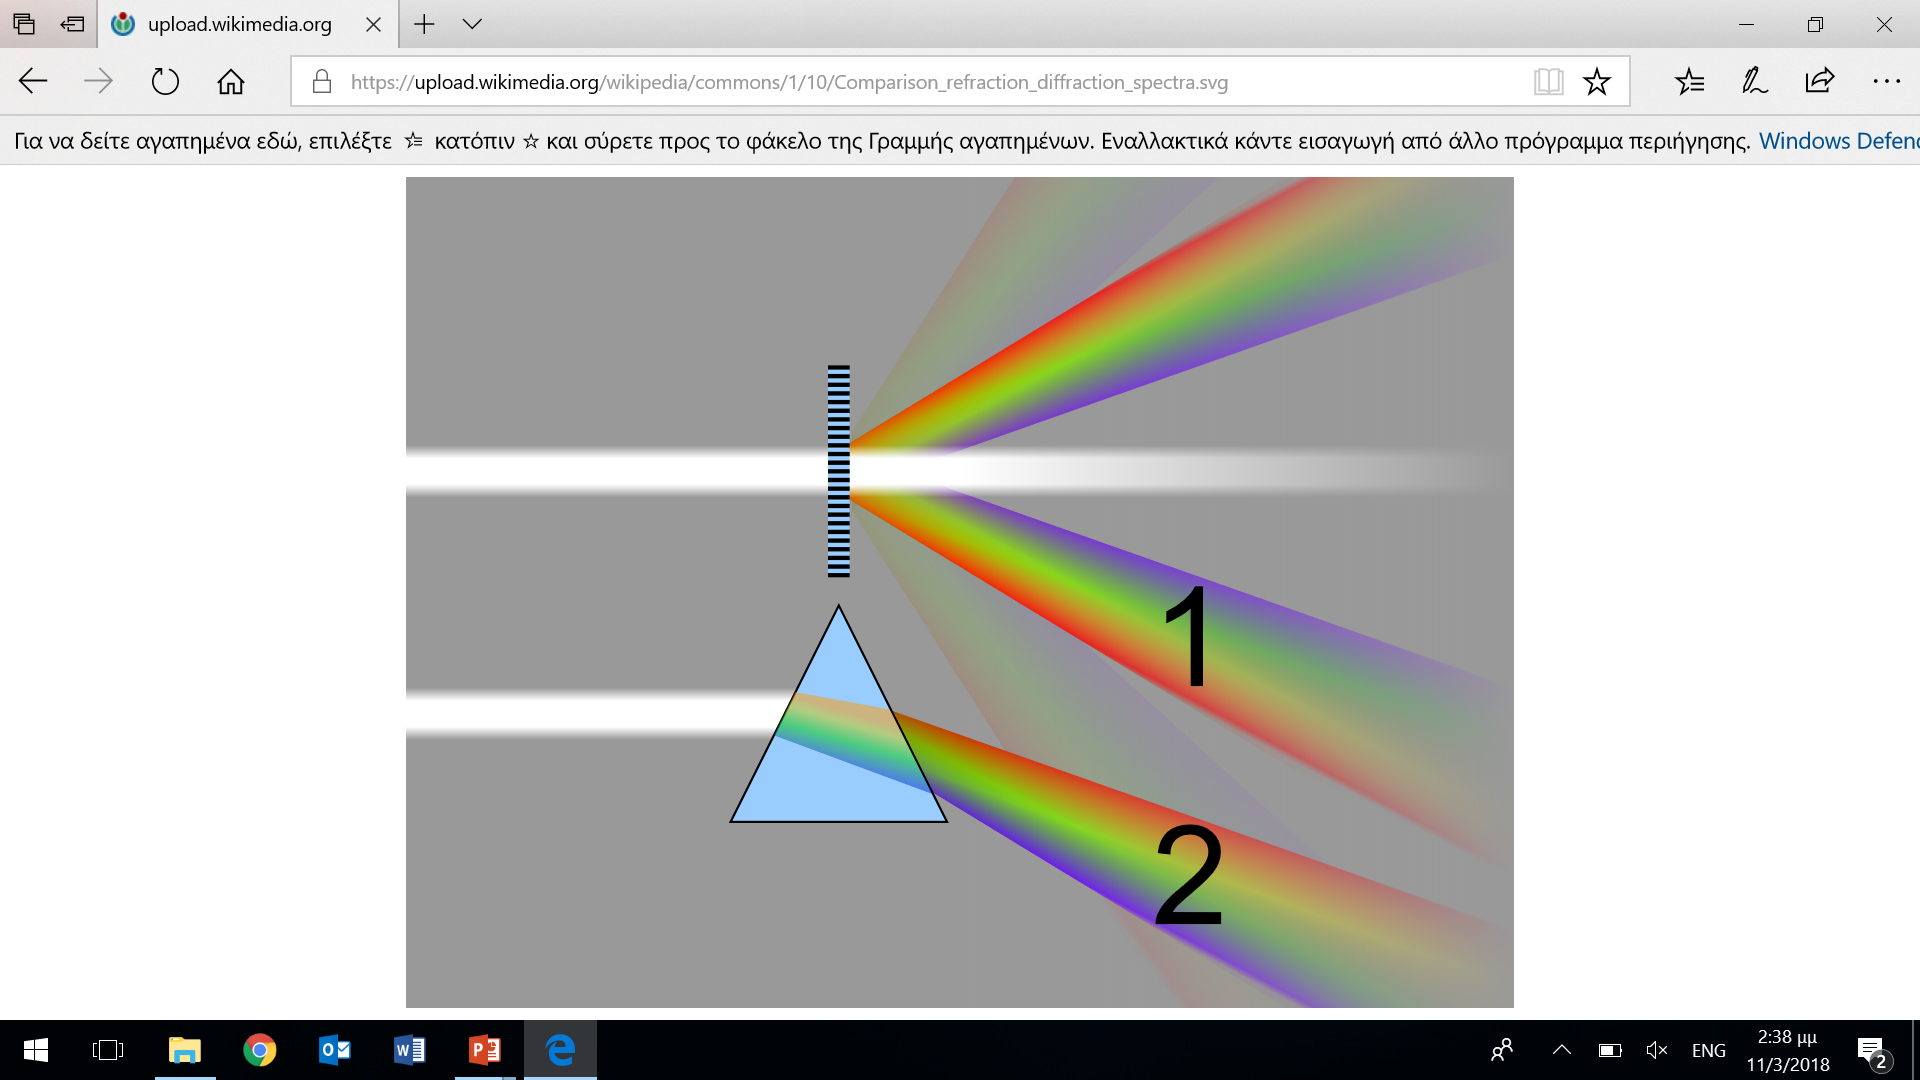 upload.wikimedia.org
https://upload.wikimedia.org/wikipedia/commons/1/10/Comparison_refraction_diffraction_spectra.svg
Για να δείτε αγαπημένα εδώ, επιλέξτε κατόπιν ☆ και σύρετε προς το φάκελο της Γραμμής αγαπημένων. Εναλλακτικά κάντε εισαγωγή από άλλο πρόγραμμα περιήγησης. Windows Defend
1
2
ENG
2:38 μμ
11/3/2018
2